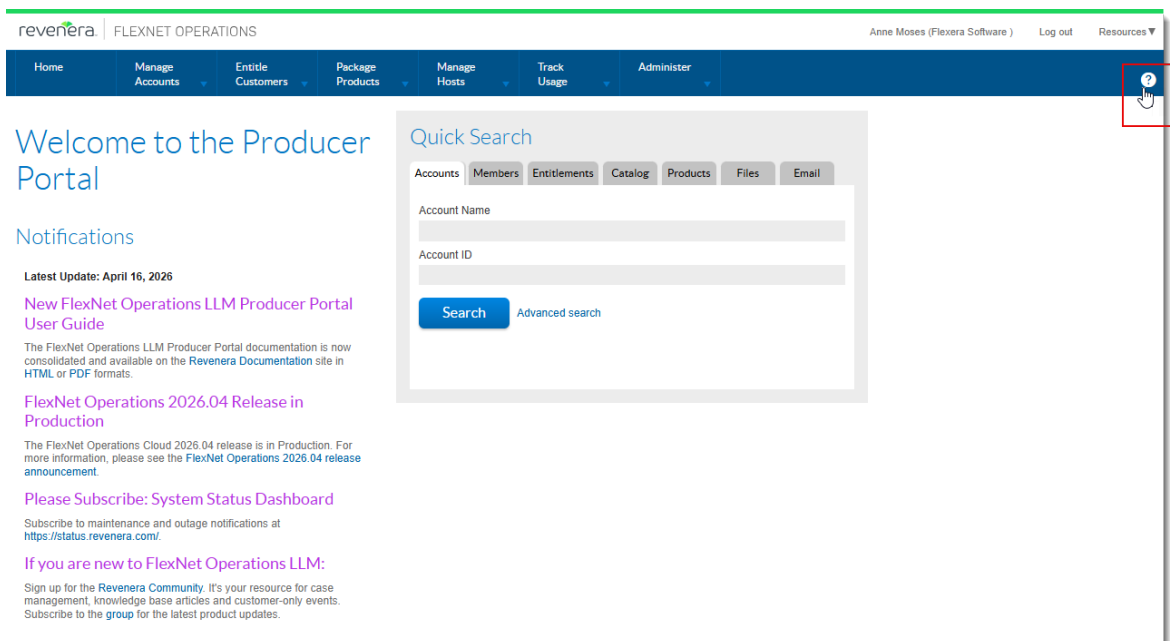 revenera. FLEXNET OPERATIONS
Anne Moses (Flexera Software ) Log out Resources▼
Home Manage Accounts Entitle Customers Package Products Manage Hosts Track Usage Administer ?
Welcome to the Producer
Portal
Notifications
Latest Update: April 16, 2026
New FlexNet Operations LLM Producer Portal
User Guide
The FlexNet Operations LLM Producer Portal documentation is now
consolidated and available on the Revenera Documentation site in
HTML or PDF formats.
FlexNet Operations 2026.04 Release in
Production
The FlexNet Operations Cloud 2026.04 release is in Production. For
more information, please see the FlexNet Operations 2026.04 release
announcement.
Please Subscribe: System Status Dashboard
Subscribe to maintenance and outage notifications at
https://status.revenera.com/.
If you are new to FlexNet Operations LLM:
Sign up for the Revenera Community. It's your resource for case
management, knowledge base articles and customer-only events.
Subscribe to the group for the latest product updates.
Quick Search
Accounts Members Entitlements Catalog Products Files Email
Account Name
Account ID
Search Advanced search